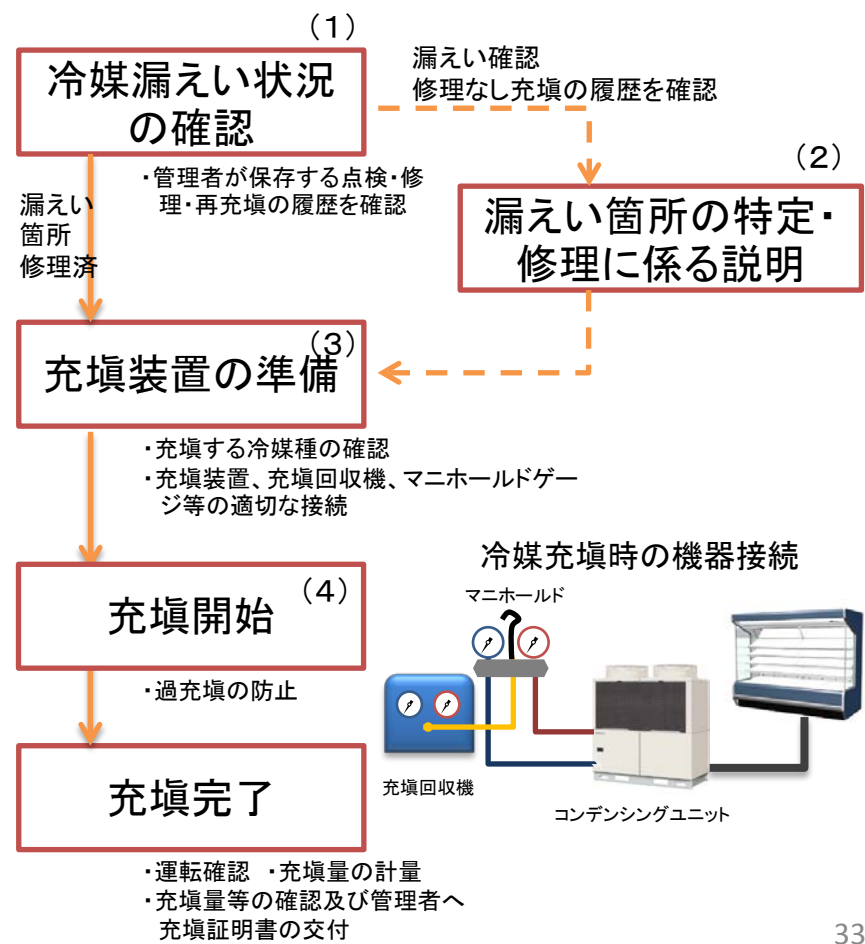 (1)
冷媒漏えい状況
の確認
漏えい確認
修理なし充塡の履歴を確認
・管理者が保存する点検・修
理・再充塡の履歴を確認
漏えい
箇所
修理済
(2)
漏えい箇所の特定・
修理に係る説明
(3)
充塡装置の準備
・充塡する冷媒種の確認
・充塡装置、充塡回収機、マニホールドゲー
ジ等の適切な接続
(4)
充塡開始
・過充塡の防止
冷媒充塡時の機器接続
マニホールド
充塡回収機
コンデンシングユニット
充塡完了
・運転確認 ・充塡量の計量
・充塡量等の確認及び管理者へ
充塡証明書の交付
33